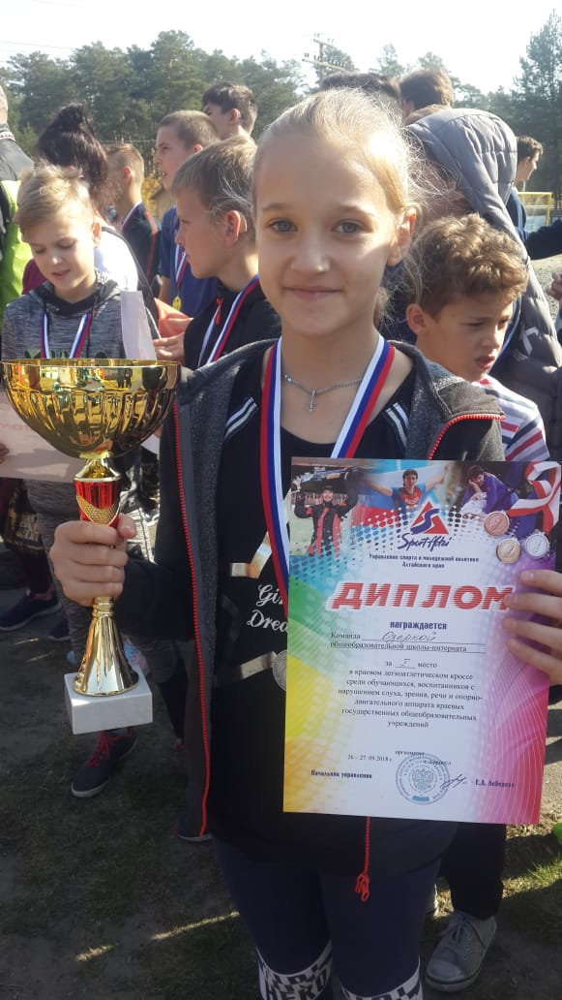 Sport Altai
Управление спорта и молодежной политики
Алтайского края
ДИПЛОМ
награждается
Команда Озерной
общеобразовательной школы-интерната
за I место
в краевом легкоатлетическом кроссе
среди обучающихся, воспитанников с
нарушением слуха, зрения, речи и опорно-
двигательного аппарата краевых
государственных общеобразовательных
учреждений
26 – 27. 09.2018 г оргкомитет
Начальник управления
Gi
Drea
HERO